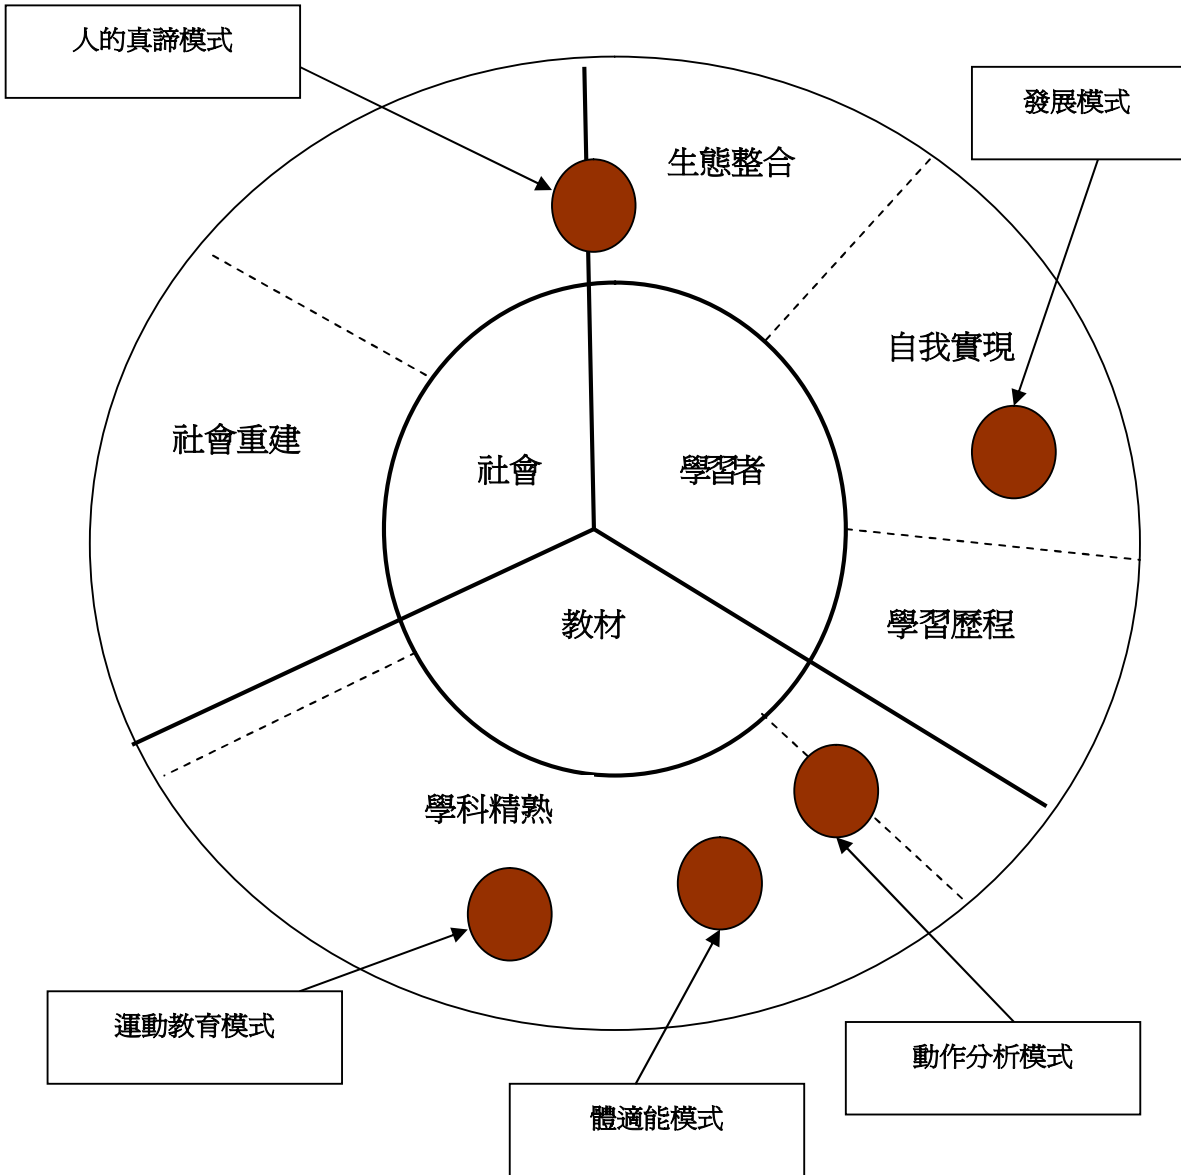 人的真諦模式
發展模式
生態整合
自我實現
社會重建
社會
學習者
教材
學習歷程
學科精熟
運動教育模式
動作分析模式
體適能模式